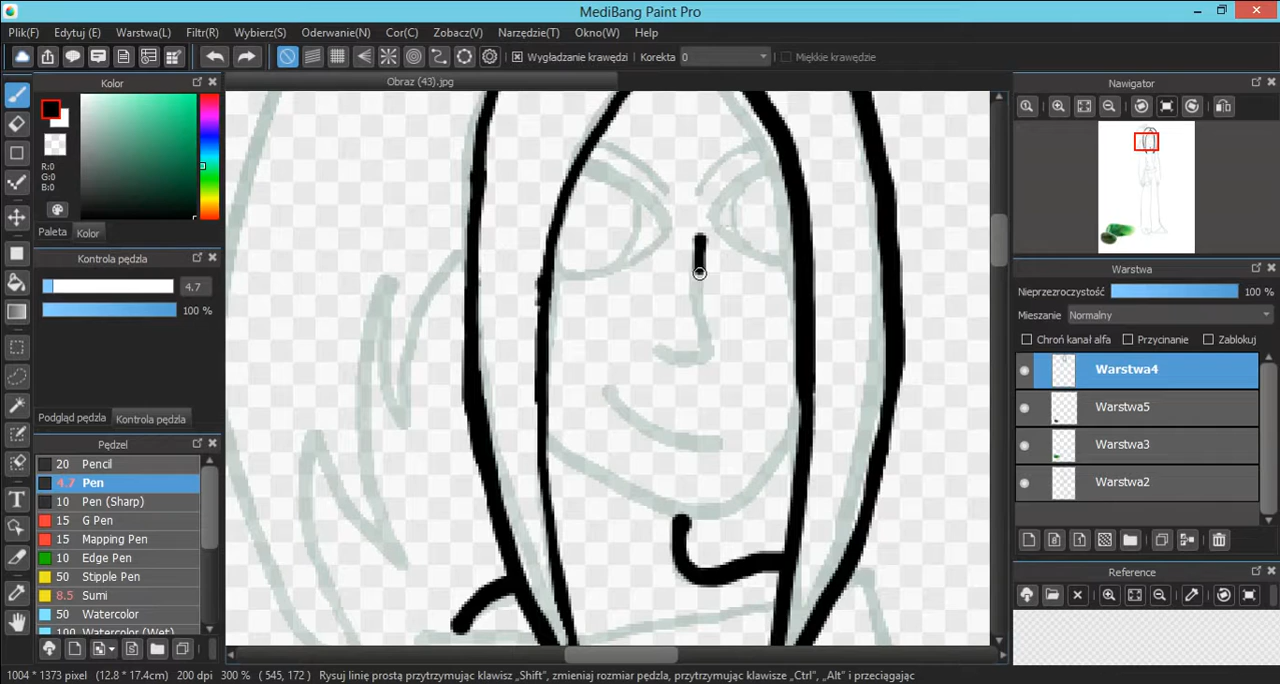 MediBang Paint Pro
Plik(F) Edytuj (E) Warstwa(L) Filtr(R) Wybierz(S) Oderwanie(N) Cor(C) Zobacz(V) Narzędzie(T) Okno(W) Help
Wygładzanie krawędzi Korekta 0 Miękkie krawędzie
Kolor
Obraz (43).jpg
Nawigator
R:0
G:0
B:0
Paleta Kolor
Kontrola pędzla
4.7
100 %
Podgląd pędzla Kontrola pędzla
Pędzel
20 Pencil
4.7 Pen
10 Pen (Sharp)
15 G Pen
15 Mapping Pen
10 Edge Pen
50 Stipple Pen
8.5 Sumi
50 Watercolor
100 Watercolor (Wet)
T
Warstwa
Nieprzezroczystość 100 %
Mieszanie Normalny
Chroń kanał alfa Przycinanie Zablokuj
Warstwa4
Warstwa5
Warstwa3
Warstwa2
Reference
1004 * 1373 pixel (12.8 * 17.4cm) 200 dpi 300 % ( 545, 172 ) Rysuj linię prostą przytrzymując klawisz „Shift”, zmieniaj rozmiar pędzla, przytrzymując klawisze „Ctrl”, „Alt” i przeciągając